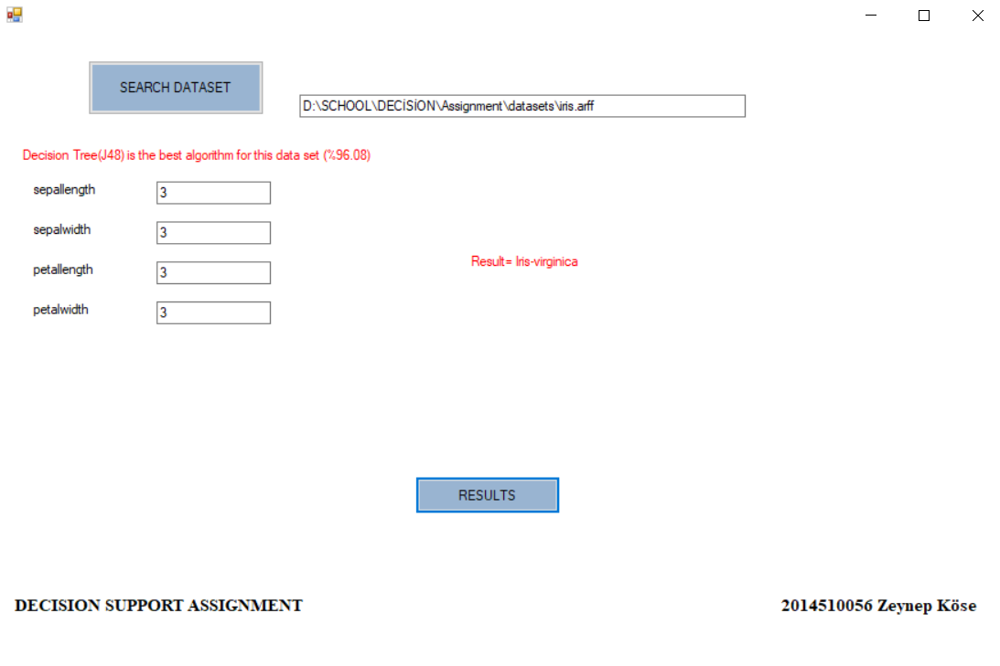 SEARCH DATASET
D:\SCHOOL\DECİSİON\Assignment\datasets\iris.arff
Decision Tree(J48) is the best algorithm for this data set (%96.08)
sepallength 3
sepalwidth 3
Result= Iris-virginica
petallength 3
petalwidth 3
RESULTS
DECISION SUPPORT ASSIGNMENT
2014510056 Zeynep Köse